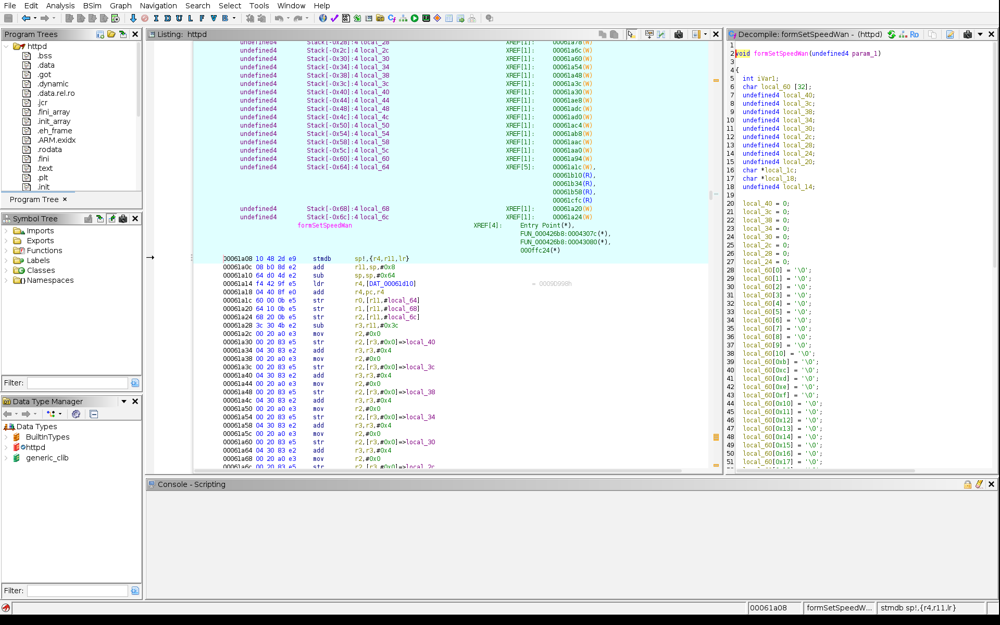 File Edit Analysis BSim Graph Navigation Search Select Tools Window Help
I D U L F V B
Program Trees
httpd
.bss
.data
.got
.dynamic
.data.rel.ro
.jcr
.fini_array
.init_array
.eh_frame
.ARM.exidx
.rodata
.fini
.text
.plt
.init
Program Tree ×
Symbol Tree
Imports
Exports
Functions
Labels
Classes
Namespaces
Filter:
Data Type Manager
Data Types
BuiltInTypes
httpd
generic_clib
Filter:
Listing: httpd
undefined4 Stack[-0x28]:4 local_28 XREF[1]: 00061a78(W)
undefined4 Stack[-0x2c]:4 local_2c XREF[1]: 00061a6c(W)
undefined4 Stack[-0x30]:4 local_30 XREF[1]: 00061a60(W)
undefined4 Stack[-0x34]:4 local_34 XREF[1]: 00061a54(W)
undefined4 Stack[-0x38]:4 local_38 XREF[1]: 00061a48(W)
undefined4 Stack[-0x3c]:4 local_3c XREF[1]: 00061a3c(W)
undefined4 Stack[-0x40]:4 local_40 XREF[1]: 00061a30(W)
undefined4 Stack[-0x44]:4 local_44 XREF[1]: 00061ae8(W)
undefined4 Stack[-0x48]:4 local_48 XREF[1]: 00061adc(W)
undefined4 Stack[-0x4c]:4 local_4c XREF[1]: 00061ad0(W)
undefined4 Stack[-0x50]:4 local_50 XREF[1]: 00061ac4(W)
undefined4 Stack[-0x54]:4 local_54 XREF[1]: 00061ab8(W)
undefined4 Stack[-0x58]:4 local_58 XREF[1]: 00061aac(W)
undefined4 Stack[-0x5c]:4 local_5c XREF[1]: 00061aa0(W)
undefined4 Stack[-0x60]:4 local_60 XREF[1]: 00061a94(W)
undefined4 Stack[-0x64]:4 local_64 XREF[5]: 00061a1c(W),
00061b10(R),
00061b34(R),
00061b58(R),
00061cfc(R)
undefined4 Stack[-0x68]:4 local_68 XREF[1]: 00061a20(W)
undefined4 Stack[-0x6c]:4 local_6c XREF[1]: 00061a24(W)
formSetSpeedWan XREF[4]: Entry Point(*),
FUN_000426b8:0004307c(*),
FUN_000426b8:00043080(*),
000ffc24(*)
00061a08 10 48 2d e9 stmdb sp!,{r4,r11,lr}
00061a0c 08 b0 8d e2 add r11,sp,#0x8
00061a10 64 d0 4d e2 sub sp,sp,#0x64
00061a14 f4 42 9f e5 ldr r4,[DAT_00061d10] = 0009D998h
00061a18 04 40 8f e0 add r4,pc,r4
00061a1c 60 00 0b e5 str r0,[r11,#local_64]
00061a20 64 10 0b e5 str r1,[r11,#local_68]
00061a24 68 20 0b e5 str r2,[r11,#local_6c]
00061a28 3c 30 4b e2 sub r3,r11,#0x3c
00061a2c 00 20 a0 e3 mov r2,#0x0
00061a30 00 20 83 e5 str r2,[r3,#0x0]=>local_40
00061a34 04 30 83 e2 add r3,r3,#0x4
00061a38 00 20 a0 e3 mov r2,#0x0
00061a3c 00 20 83 e5 str r2,[r3,#0x0]=>local_3c
00061a40 04 30 83 e2 add r3,r3,#0x4
00061a44 00 20 a0 e3 mov r2,#0x0
00061a48 00 20 83 e5 str r2,[r3,#0x0]=>local_38
00061a4c 04 30 83 e2 add r3,r3,#0x4
00061a50 00 20 a0 e3 mov r2,#0x0
00061a54 00 20 83 e5 str r2,[r3,#0x0]=>local_34
00061a58 04 30 83 e2 add r3,r3,#0x4
00061a5c 00 20 a0 e3 mov r2,#0x0
00061a60 00 20 83 e5 str r2,[r3,#0x0]=>local_30
00061a64 04 30 83 e2 add r3,r3,#0x4
00061a68 00 20 a0 e3 mov r2,#0x0
00061a6c 00 20 83 e5 str r2,[r3,#0x0]=>local_2c
Decompile: formSetSpeedWan - (httpd) Ro
1
2 void formSetSpeedWan(undefined4 param_1)
3
4 {
5 int iVar1;
6 char local_60 [32];
7 undefined4 local_40;
8 undefined4 local_3c;
9 undefined4 local_38;
10 undefined4 local_34;
11 undefined4 local_30;
12 undefined4 local_2c;
13 undefined4 local_28;
14 undefined4 local_24;
15 undefined4 local_20;
16 char *local_1c;
17 char *local_18;
18 undefined4 local_14;
19
20 local_40 = 0;
21 local_3c = 0;
22 local_38 = 0;
23 local_34 = 0;
24 local_30 = 0;
25 local_2c = 0;
26 local_28 = 0;
27 local_24 = 0;
28 local_60[0] = '\0';
29 local_60[1] = '\0';
30 local_60[2] = '\0';
31 local_60[3] = '\0';
32 local_60[4] = '\0';
33 local_60[5] = '\0';
34 local_60[6] = '\0';
35 local_60[7] = '\0';
36 local_60[8] = '\0';
37 local_60[9] = '\0';
38 local_60[10] = '\0';
39 local_60[0xb] = '\0';
40 local_60[0xc] = '\0';
41 local_60[0xd] = '\0';
42 local_60[0xe] = '\0';
43 local_60[0xf] = '\0';
44 local_60[0x10] = '\0';
45 local_60[0x11] = '\0';
46 local_60[0x12] = '\0';
47 local_60[0x13] = '\0';
48 local_60[0x14] = '\0';
49 local_60[0x15] = '\0';
50 local_60[0x16] = '\0';
51 local_60[0x17] = '\0';
Console - Scripting
00061a08 formSetSpeedW... stmdb sp!,{r4,r11,lr}